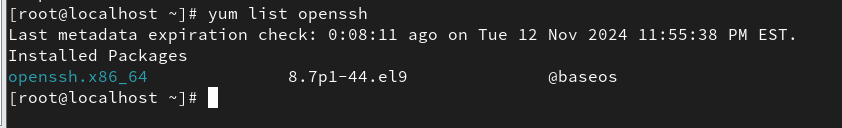 [root@localhost ~]# yum list openssh
Last metadata expiration check: 0:08:11 ago on Tue 12 Nov 2024 11:55:38 PM EST.
Installed Packages
openssh.x86_64 8.7p1-44.el9 @baseos
[root@localhost ~]#